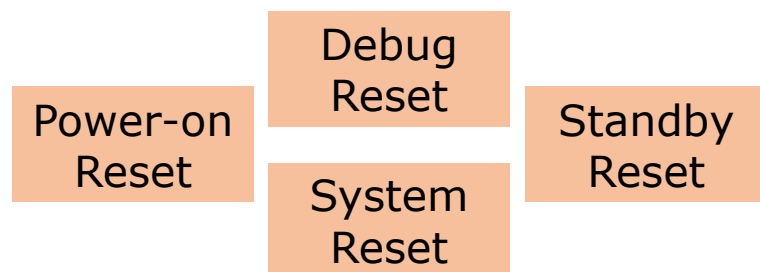 Power-on
Reset
Debug
Reset
System
Reset
Standby
Reset